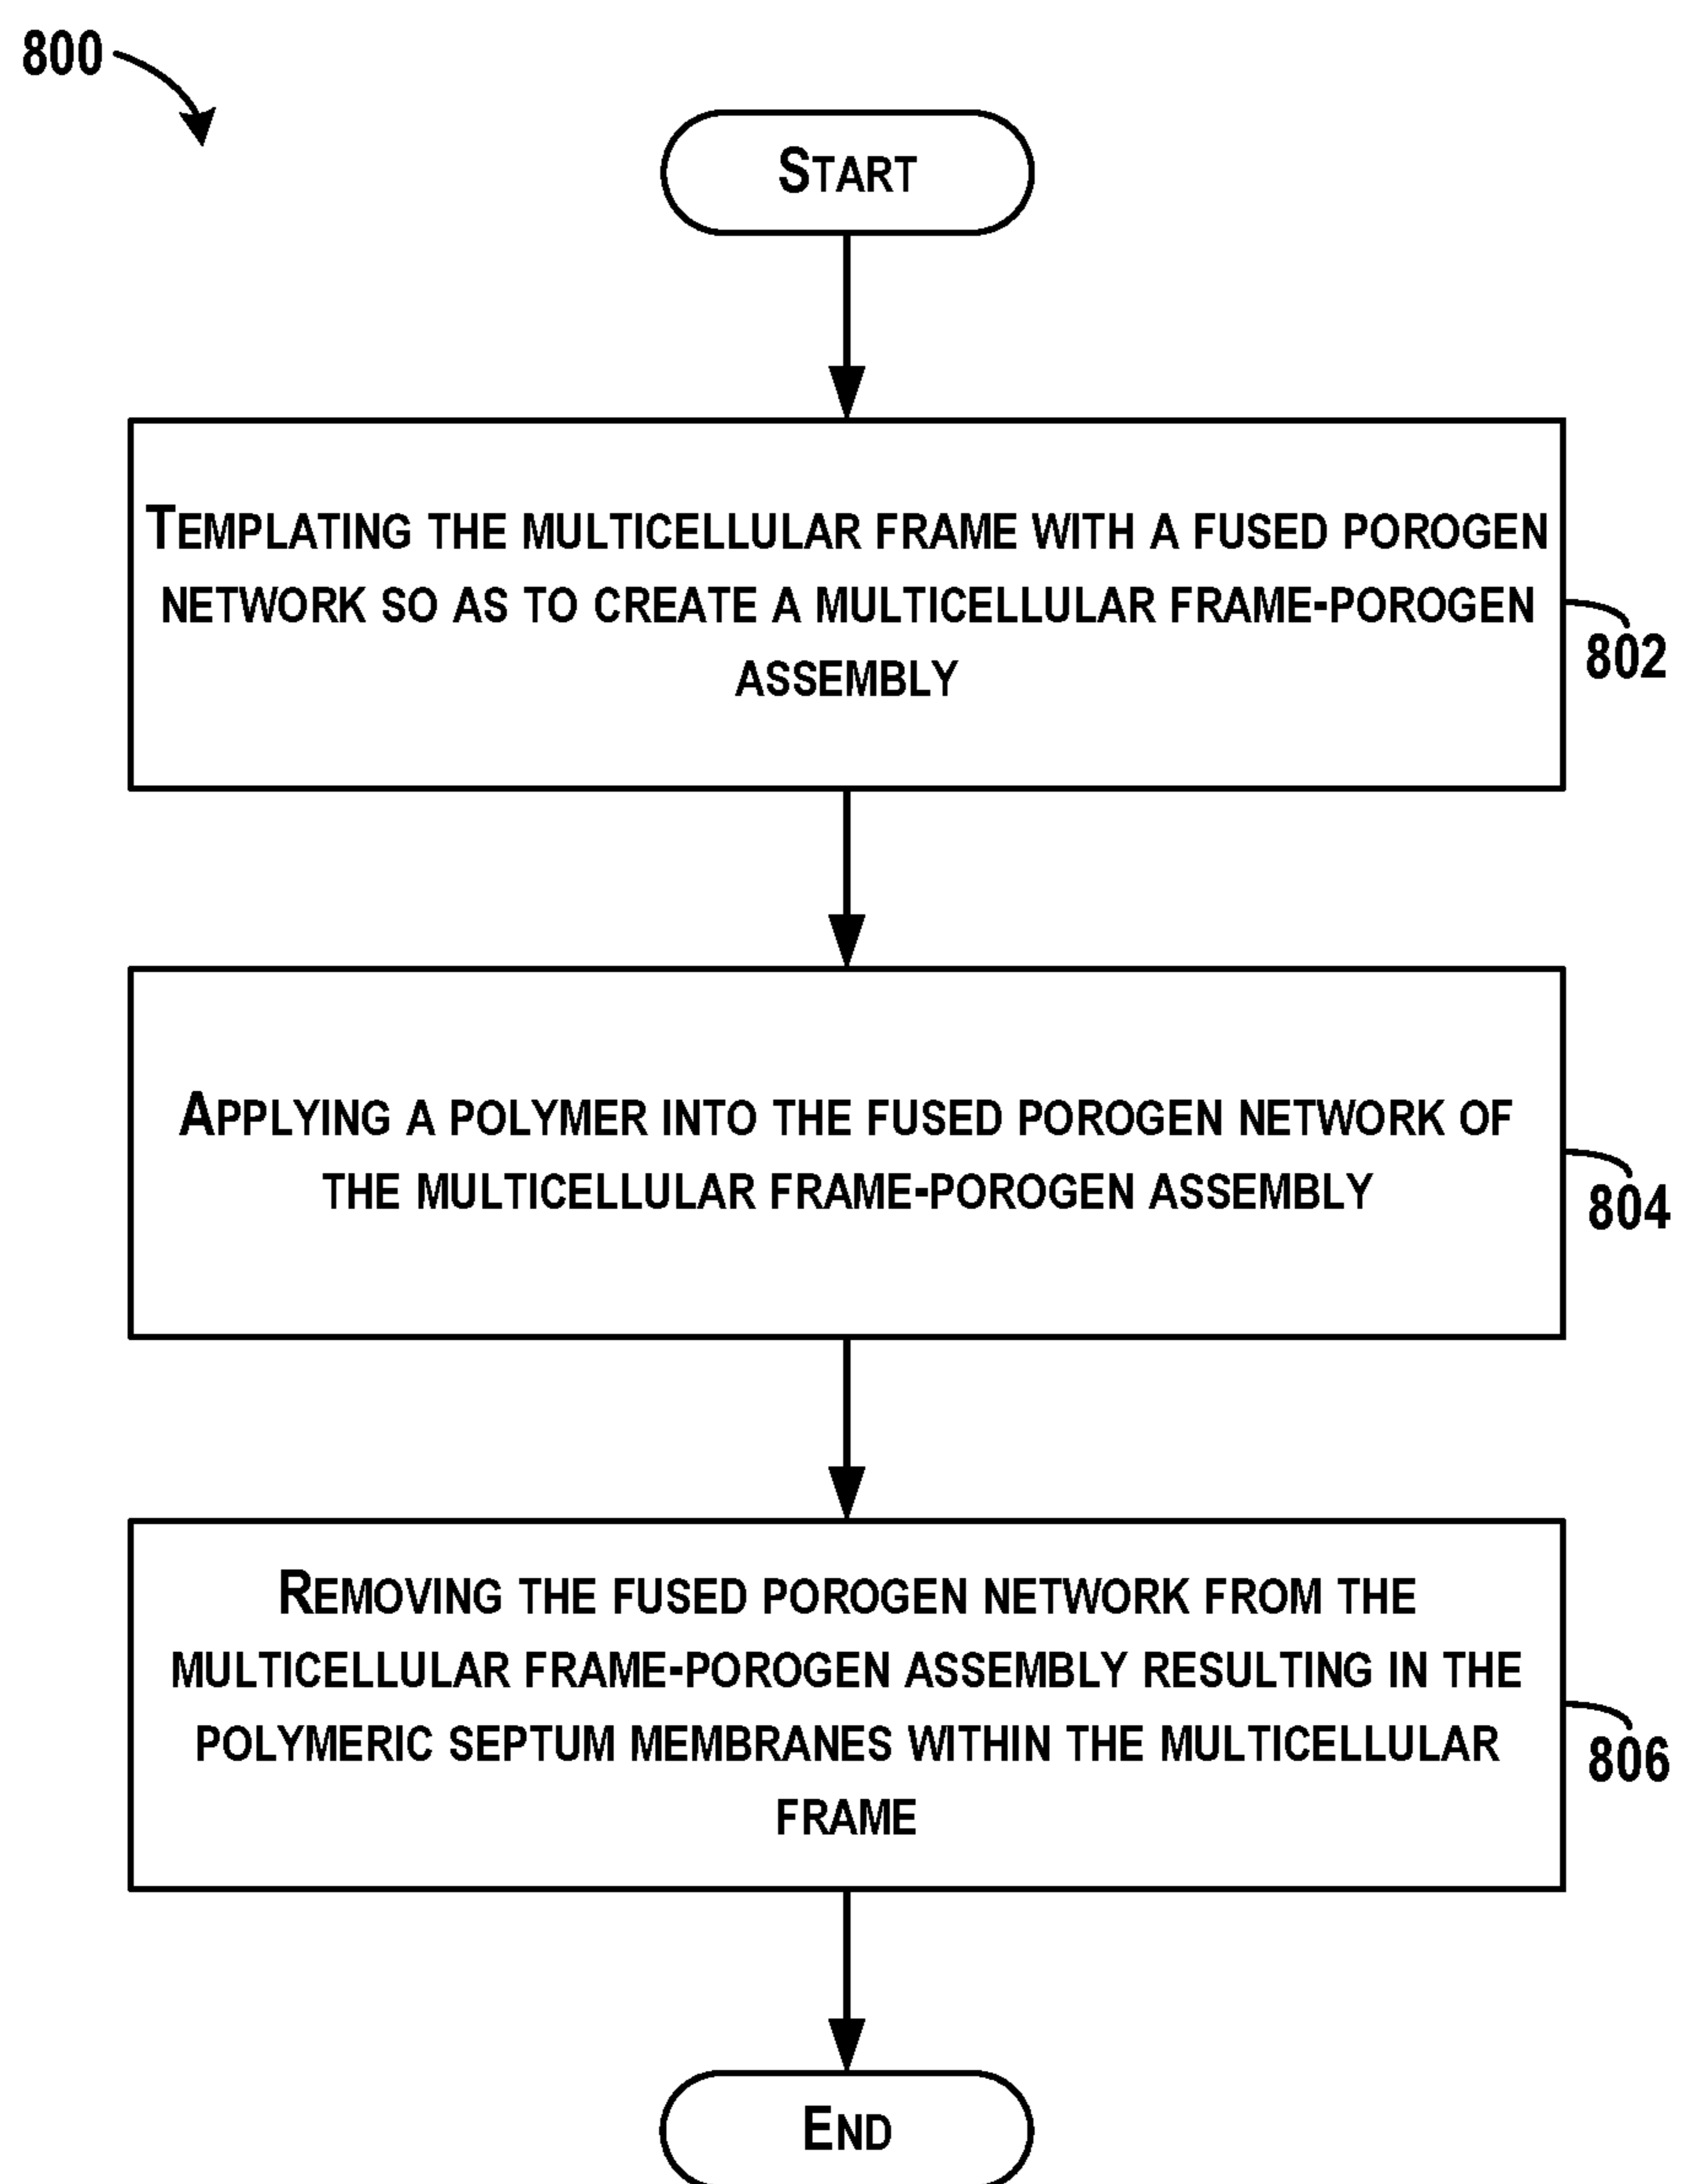 800
START
TEMPLATING THE MULTICELLULAR FRAME WITH A FUSED POROGEN
NETWORK SO AS TO CREATE A MULTICELLULAR FRAME-POROGEN
ASSEMBLY
802
APPLYING A POLYMER INTO THE FUSED POROGEN NETWORK OF
THE MULTICELLULAR FRAME-POROGEN ASSEMBLY
804
REMOVING THE FUSED POROGEN NETWORK FROM THE
MULTICELLULAR FRAME-POROGEN ASSEMBLY RESULTING IN THE
POLYMERIC SEPTUM MEMBRANES WITHIN THE MULTICELLULAR
FRAME
806
END